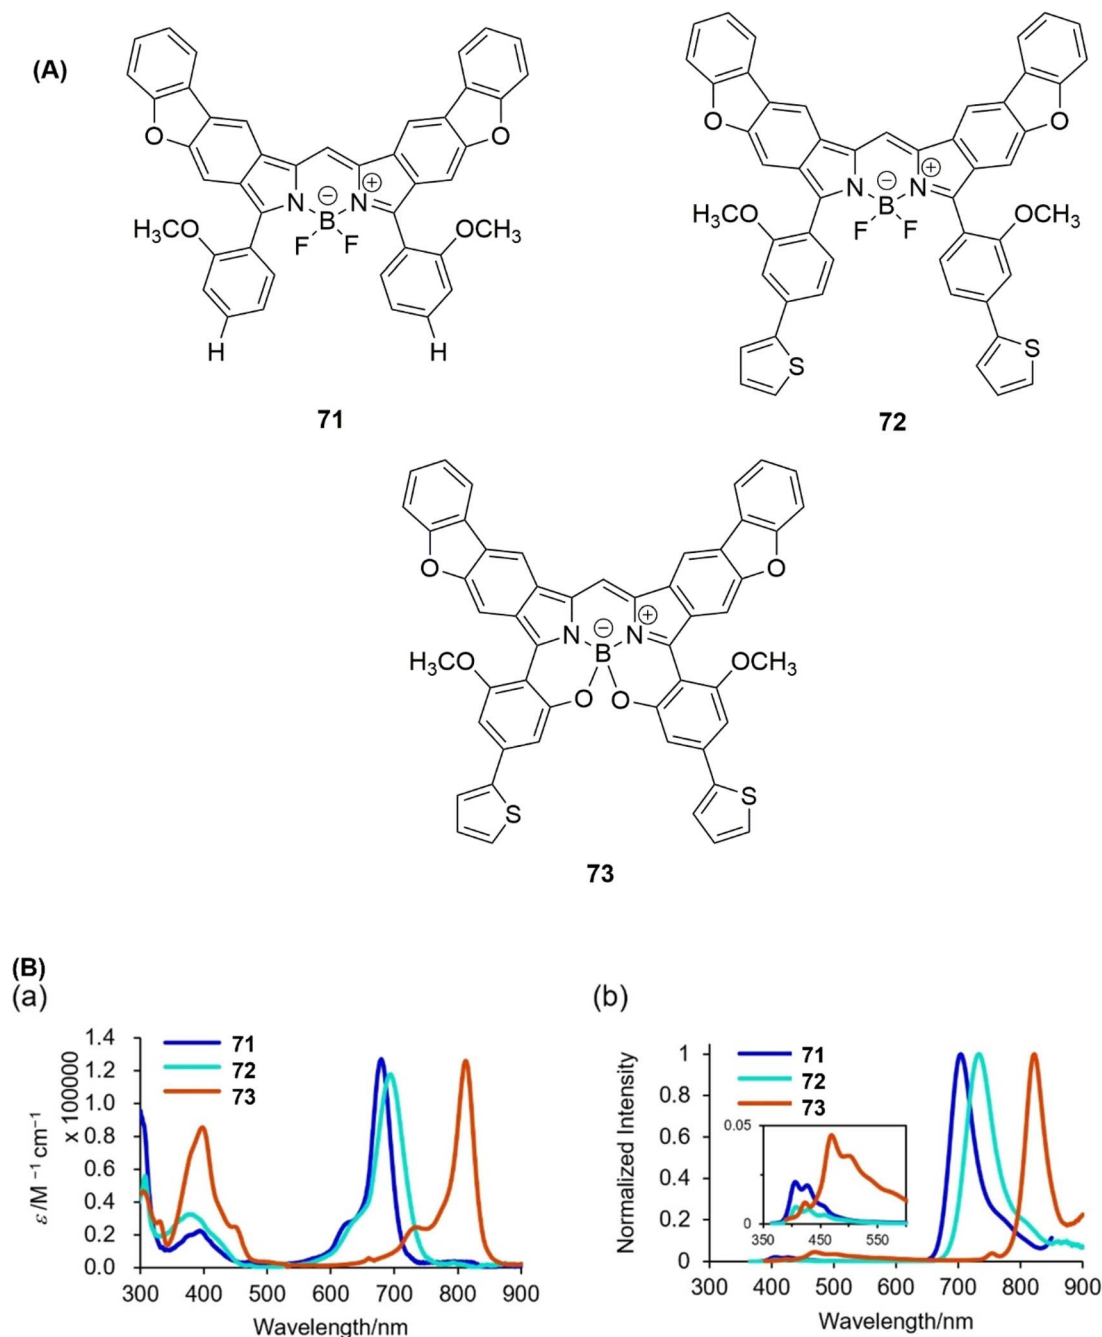 (A)
O
O
N
B
N
−
+
F
F
H₃CO
OCH₃
H
H
71
O
O
N
B
N
−
+
F
F
H₃CO
OCH₃
S
S
72
O
O
N
B
N
−
+
H₃CO
O
O
OCH₃
S
S
73
(B)
(a)
ε /M ⁻¹ cm⁻¹
x 100000
1.4
1.2
1.0
0.8
0.6
0.4
0.2
0.0
71
72
73
300 400 500 600 700 800 900
Wavelength/nm
(b)
Normalized Intensity
1
0.8
0.6
0.4
0.2
0
71
72
73
0.05
0
350 450 550
300 400 500 600 700 800 900
Wavelength/nm